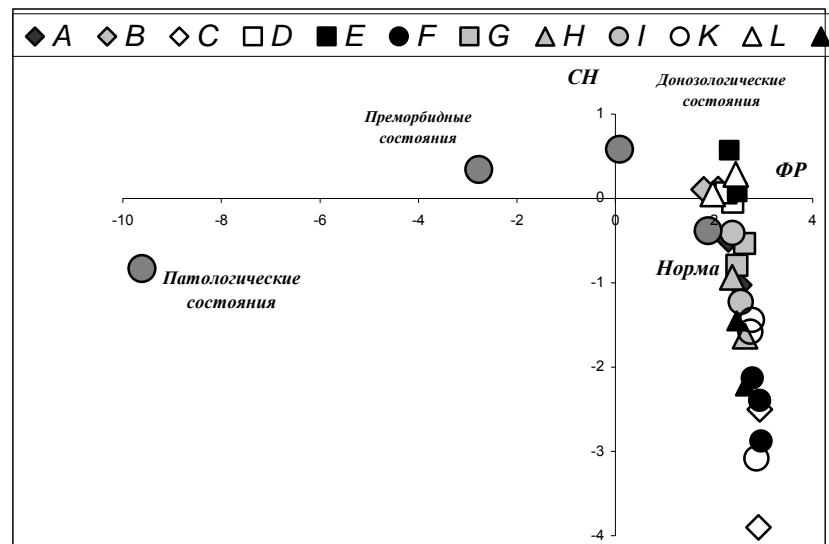 A B C D E F G H I K L
СН
Донозологические
состояния
Преморбидные
состояния
1
ФР
0
-10 -8 -6 -4 -2 0 2 4
Патологические
состояния
Норма
-1
-2
-3
-4